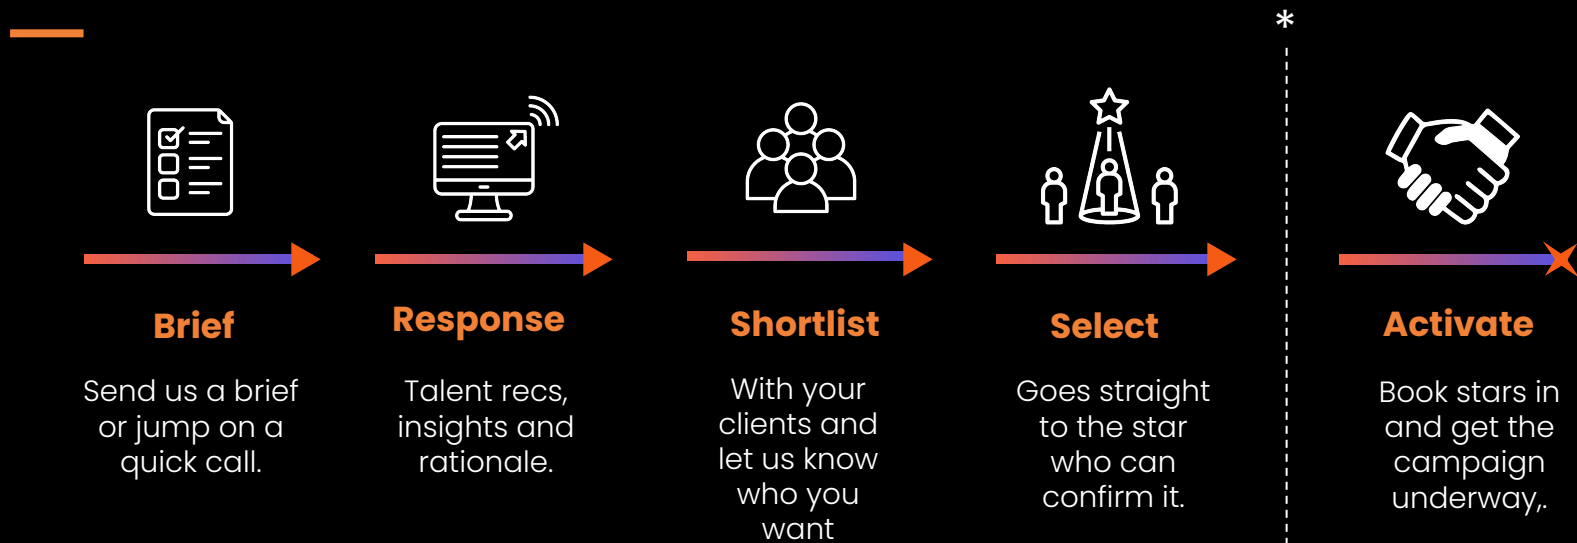 *
Brief
Send us a brief
or jump on a
quick call.
Response
Talent recs,
insights and
rationale.
Shortlist
With your
clients and
let us know
who you
want
Select
Goes straight
to the star
who can
confirm it.
Activate
Book stars in
and get the
campaign
underway,.